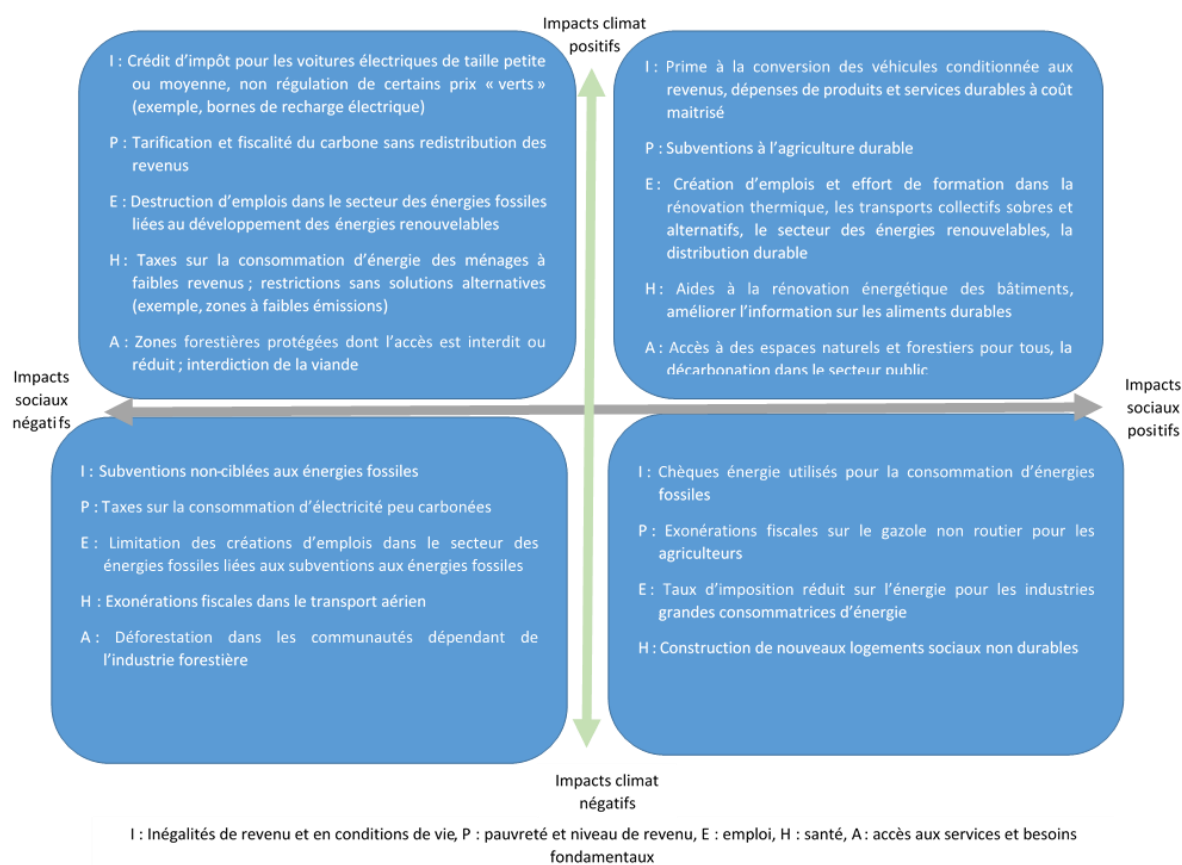 Impacts climat
positifs
I : Crédit d'impôt pour les voitures électriques de taille petite
ou moyenne, non régulation de certains prix « verts »
(exemple, bornes de recharge électrique)
P : Tarification et fiscalité du carbone sans redistribution des
revenus
E : Destruction d'emplois dans le secteur des énergies fossiles
liées au développement des énergies renouvelables
H : Taxes sur la consommation d'énergie des ménages à
faibles revenus ; restrictions sans solutions alternatives
(exemple, zones à faibles émissions)
A : Zones forestières protégées dont l'accès est interdit ou
réduit ; interdiction de la viande
I : Prime à la conversion des véhicules conditionnée aux
revenus, dépenses de produits et services durables à coût
maitrisé
P : Subventions à l'agriculture durable
E : Création d'emplois et effort de formation dans la
rénovation thermique, les transports collectifs sobres et
alternatifs, le secteur des énergies renouvelables, la
distribution durable
H : Aides à la rénovation énergétique des bâtiments,
améliorer l'information sur les aliments durables
A : Accès à des espaces naturels et forestiers pour tous, la
décarbonation dans le secteur public
Impacts
sociaux
négatifs
Impacts
sociaux
positifs
I : Subventions non-ciblées aux énergies fossiles
P : Taxes sur la consommation d'électricité peu carbonées
E : Limitation des créations d'emplois dans le secteur des
énergies fossiles liées aux subventions aux énergies fossiles
H : Exonérations fiscales dans le transport aérien
A : Déforestation dans les communautés dépendant de
l'industrie forestière
I : Chèques énergie utilisés pour la consommation d'énergies
fossiles
P : Exonérations fiscales sur le gazole non routier pour les
agriculteurs
E : Taux d'imposition réduit sur l'énergie pour les industries
grandes consommatrices d'énergie
H : Construction de nouveaux logements sociaux non durables
Impacts climat
négatifs
I : Inégalités de revenu et en conditions de vie, P : pauvreté et niveau de revenu, E : emploi, H : santé, A : accès aux services et besoins
fondamentaux